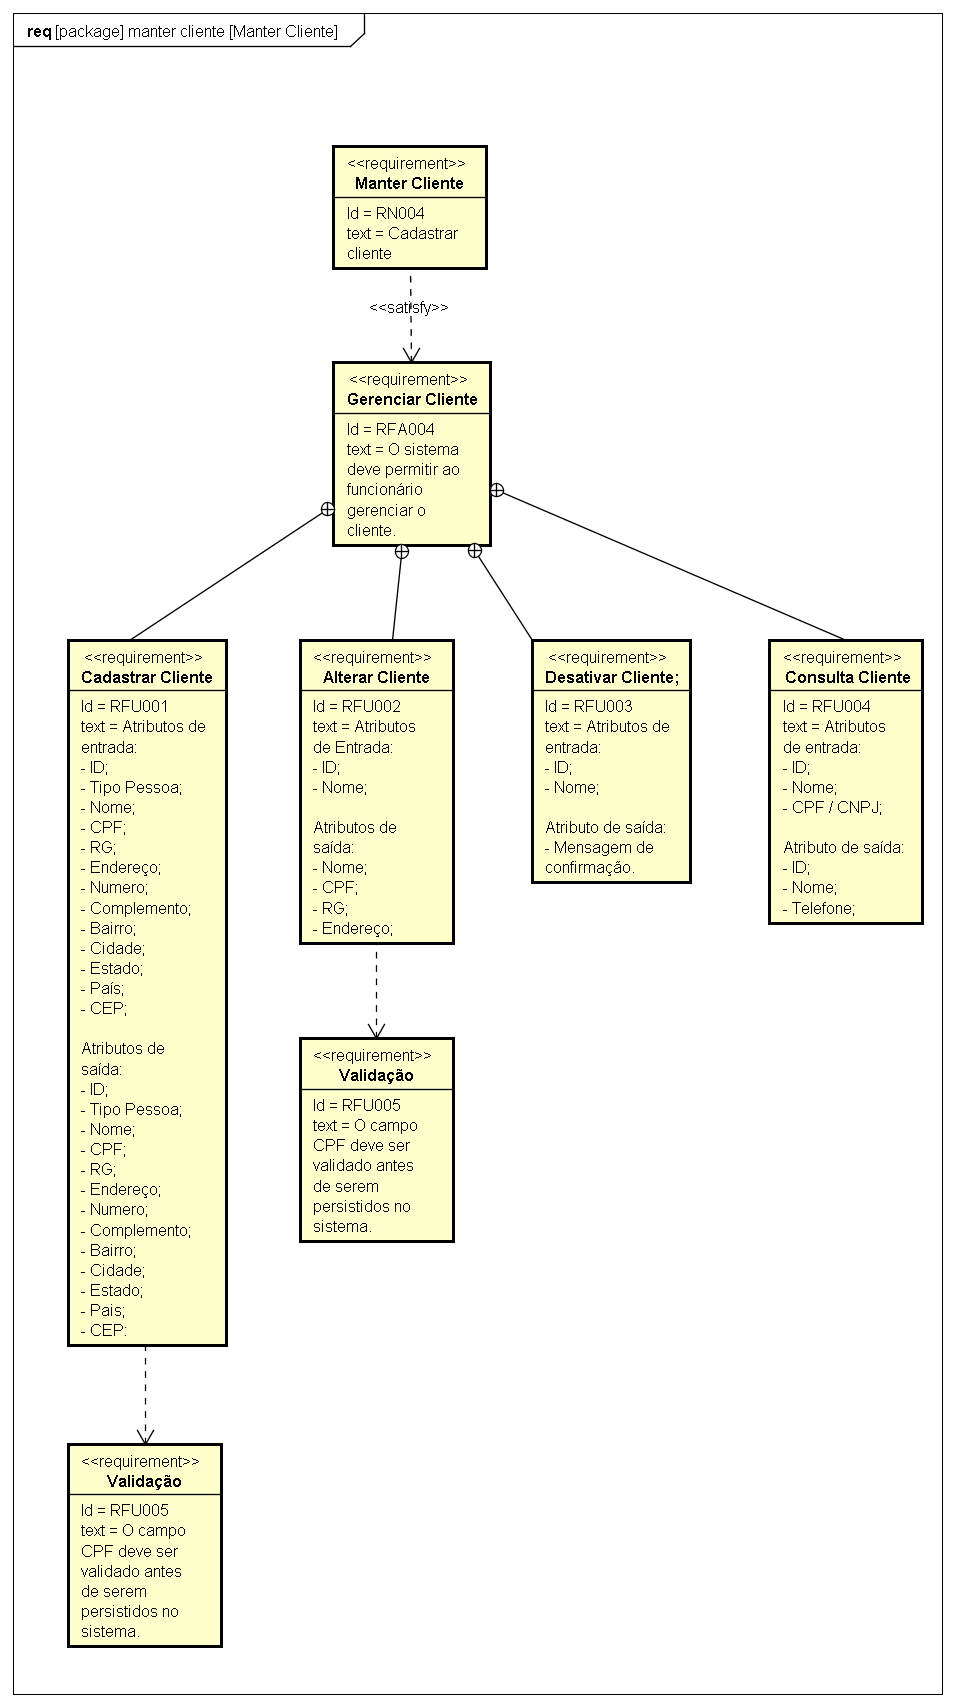 req [package] manter cliente [Manter Cliente]
<<requirement>>
Manter Cliente
Id = RN004
text = Cadastrar
cliente
<<satisfy>>
<<requirement>>
Gerenciar Cliente
Id = RFA004
text = O sistema
deve permitir ao
funcionário
gerenciar o
cliente.
<<requirement>>
Cadastrar Cliente
Id = RFU001
text = Atributos de
entrada:
- ID;
- Tipo Pessoa;
- Nome;
- CPF;
- RG;
- Endereço;
- Numero;
- Complemento;
- Bairro;
- Cidade;
- Estado;
- País;
- CEP;
Atributos de
saída:
- ID;
- Tipo Pessoa;
- Nome;
- CPF;
- RG;
- Endereço;
- Numero;
- Complemento;
- Bairro;
- Cidade;
- Estado;
- Pais;
- CEP:
<<requirement>>
Alterar Cliente
Id = RFU002
text = Atributos
de Entrada:
- ID;
- Nome;
Atributos de
saída:
- Nome;
- CPF;
- RG;
- Endereço;
<<requirement>>
Desativar Cliente;
Id = RFU003
text = Atributos de
entrada:
- ID;
- Nome;
Atributo de saída:
- Mensagem de
confirmação.
<<requirement>>
Consulta Cliente
Id = RFU004
text = Atributos
de entrada:
- ID;
- Nome;
- CPF / CNPJ;
Atributo de saída:
- ID;
- Nome;
- Telefone;
<<requirement>>
Validação
Id = RFU005
text = O campo
CPF deve ser
validado antes
de serem
persistidos no
sistema.
<<requirement>>
Validação
Id = RFU005
text = O campo
CPF deve ser
validado antes
de serem
persistidos no
sistema.